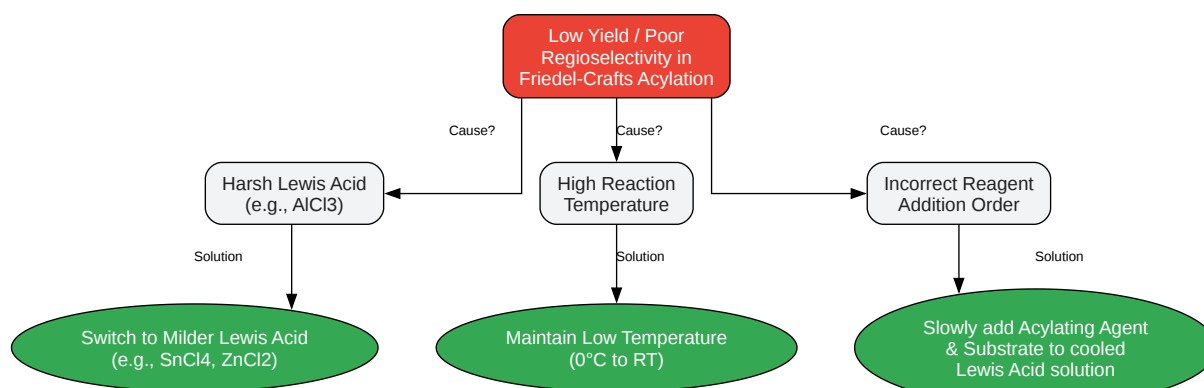 Low Yield / Poor
Regioselectivity in
Friedel-Crafts Acylation
Cause?
Cause?
Cause?
Harsh Lewis Acid
(e.g., AlCl3)
High Reaction
Temperature
Incorrect Reagent
Addition Order
Solution
Solution
Solution
Switch to Milder Lewis Acid
(e.g., SnCl4, ZnCl2)
Maintain Low Temperature
(0°C to RT)
Slowly add Acylating Agent
& Substrate to cooled
Lewis Acid solution